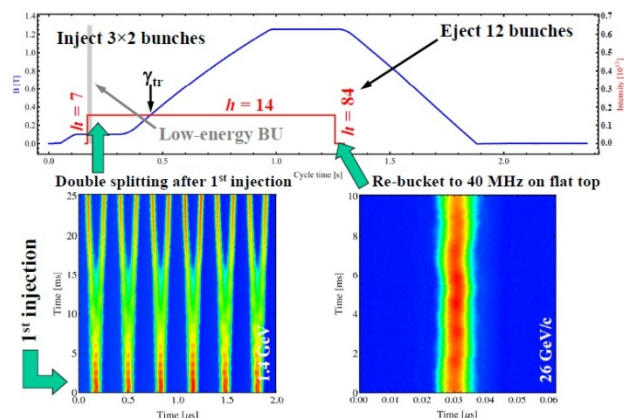 Inject 3×2 bunches
Eject 12 bunches
B [T]
1.2
1.0
0.8
0.6
0.4
0.2
0.0
0.7
0.6
0.5
0.4
0.3
0.2
0.1
0.0
Intensity [10¹³]
γtr
h = 7
h = 14
h = 84
Low-energy BU
0.0
0.5
1.0
1.5
2.0
Cycle time [s]
Double splitting after 1st injection
Re-bucket to 40 MHz on flat top
1st injection
Time [ms]
25
20
15
10
5
0
1.4 GeV
0.0
0.5
1.0
1.5
2.0
Time [μs]
Time [ms]
10
8
6
4
2
0
26 GeV/c
0.00
0.01
0.02
0.03
0.04
0.05
0.06
Time [μs]